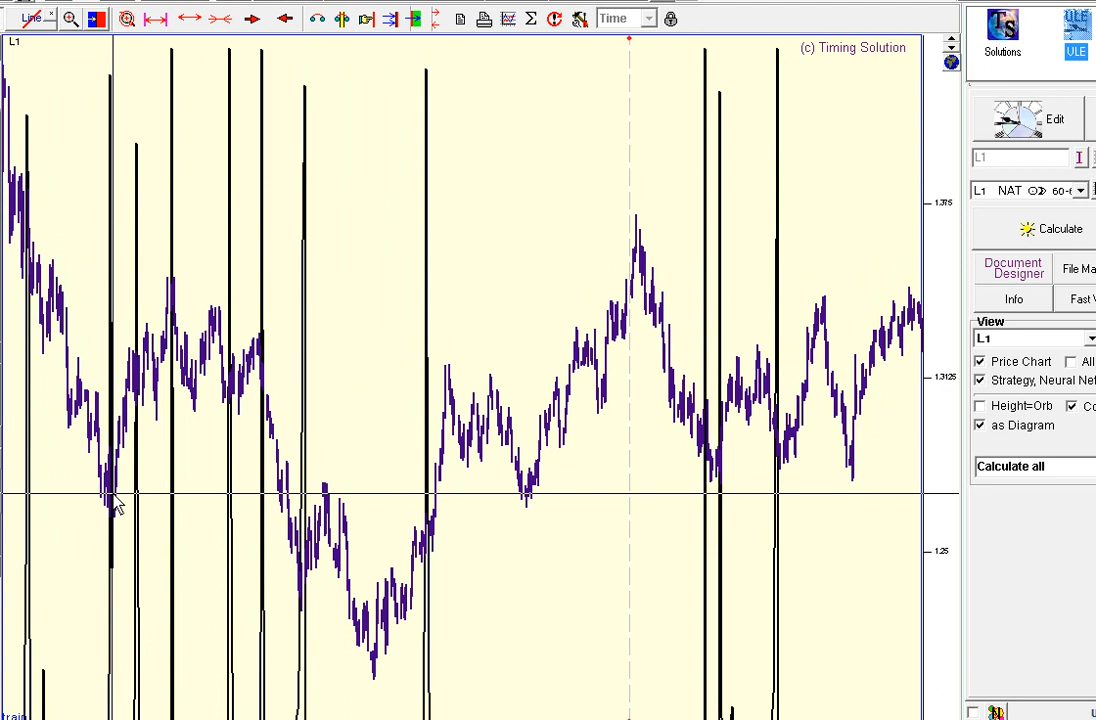 Line
Time
L1
(c) Timing Solution
1.375
1.3125
1.25
train
Solutions
ULE
ULE
Edit
L1
L1 NAT
Calculate
Document
Designer
File Ma
Info
Fast V
View
L1
Price Chart
All
Strategy, Neural Net
Height=Orb
Co
as Diagram
Calculate all